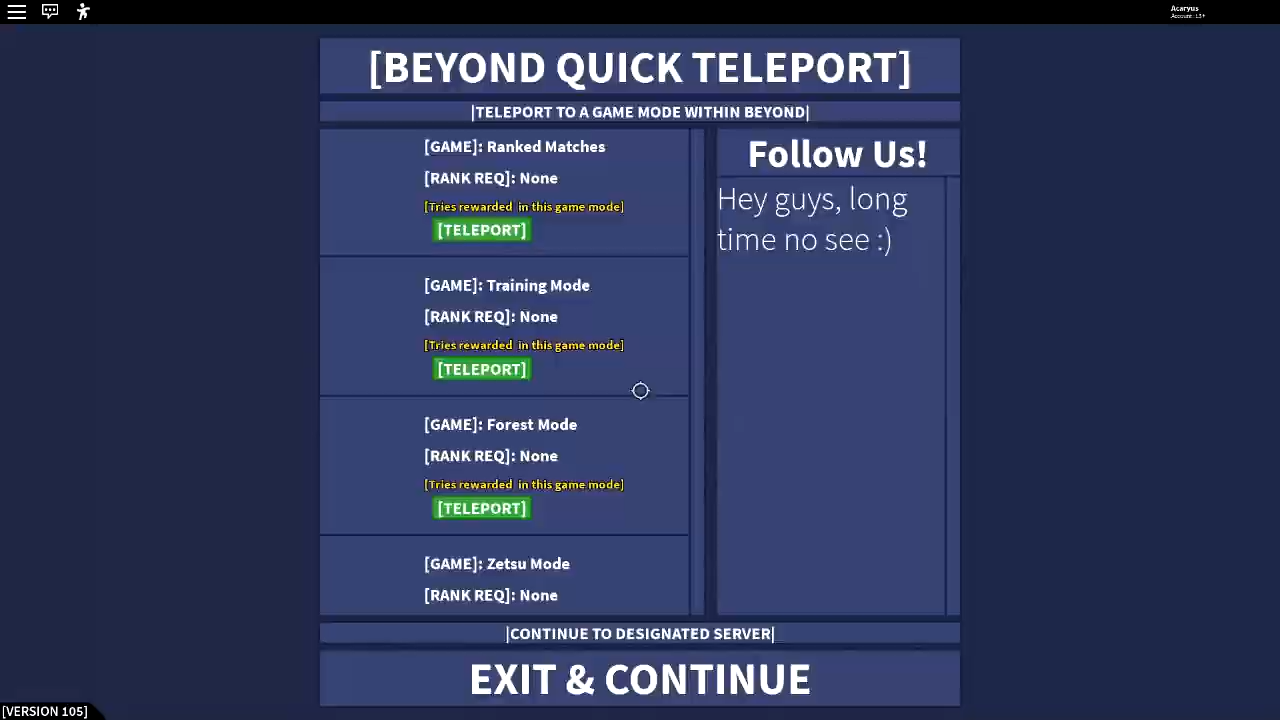 Acaryus
Account: 13+
[BEYOND QUICK TELEPORT]
|TELEPORT TO A GAME MODE WITHIN BEYOND|
[GAME]: Ranked Matches
[RANK REQ]: None
[Tries rewarded in this game mode]
[TELEPORT]
[GAME]: Training Mode
[RANK REQ]: None
[Tries rewarded in this game mode]
[TELEPORT]
[GAME]: Forest Mode
[RANK REQ]: None
[Tries rewarded in this game mode]
[TELEPORT]
[GAME]: Zetsu Mode
[RANK REQ]: None
Follow Us!
Hey guys, long
time no see :)
|CONTINUE TO DESIGNATED SERVER|
EXIT & CONTINUE
[VERSION 105]